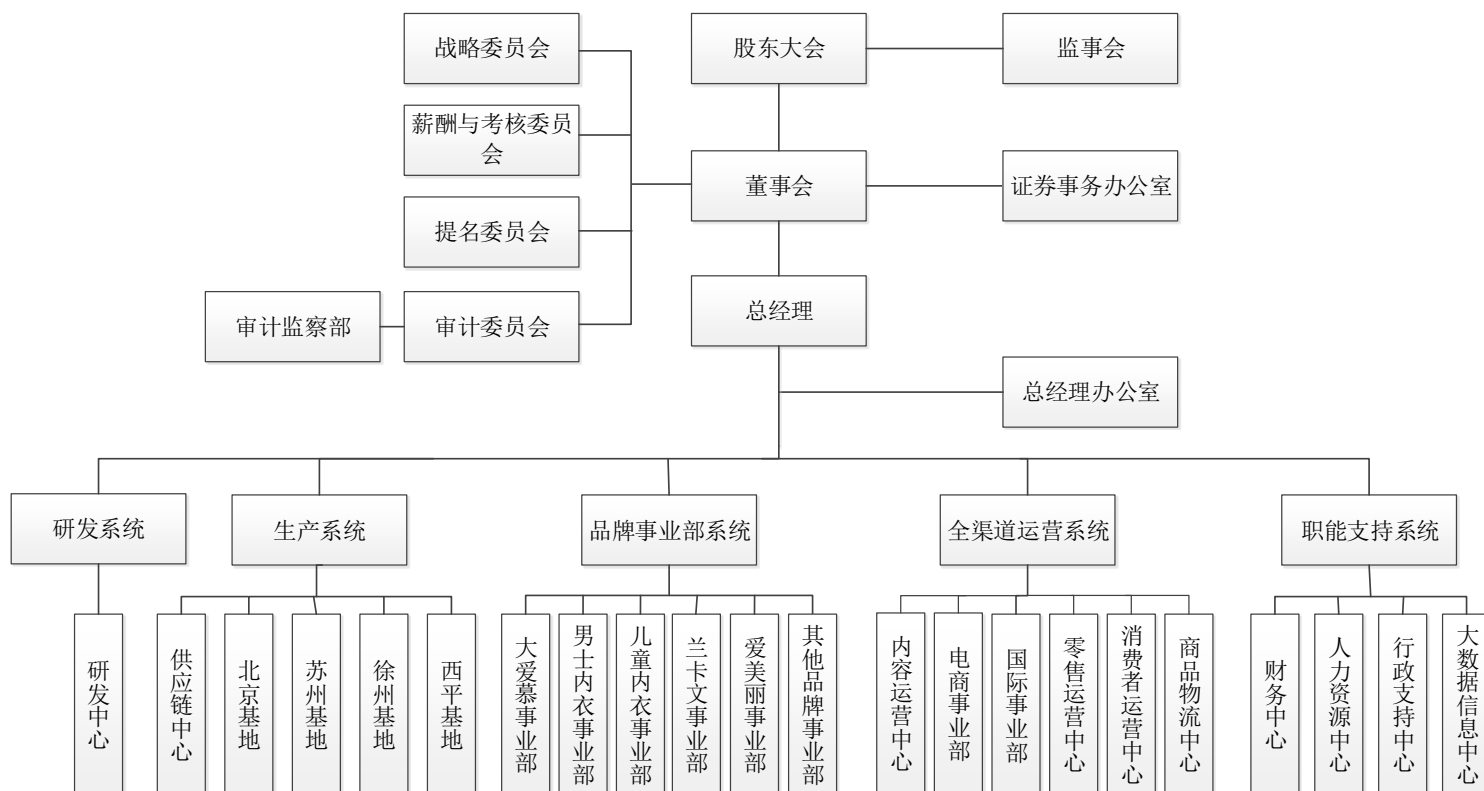 战略委员会
股东大会
监事会
薪酬与考核委员
会
董事会
证券事务办公室
提名委员会
总经理
审计监察部
审计委员会
总经理办公室
研发系统
生产系统
品牌事业部系统
全渠道运营系统
职能支持系统
研发中心
供应链中心
北京基地
苏州基地
徐州基地
西平基地
大爱慕事业部
男士内衣事业部
儿童内衣事业部
兰卡文事业部
爱美丽事业部
其他品牌事业部
内容运营中心
电商事业部
国际事业部
零售运营中心
消费者运营中心
商品物流中心
财务中心
人力资源中心
行政支持中心
大数据信息中心